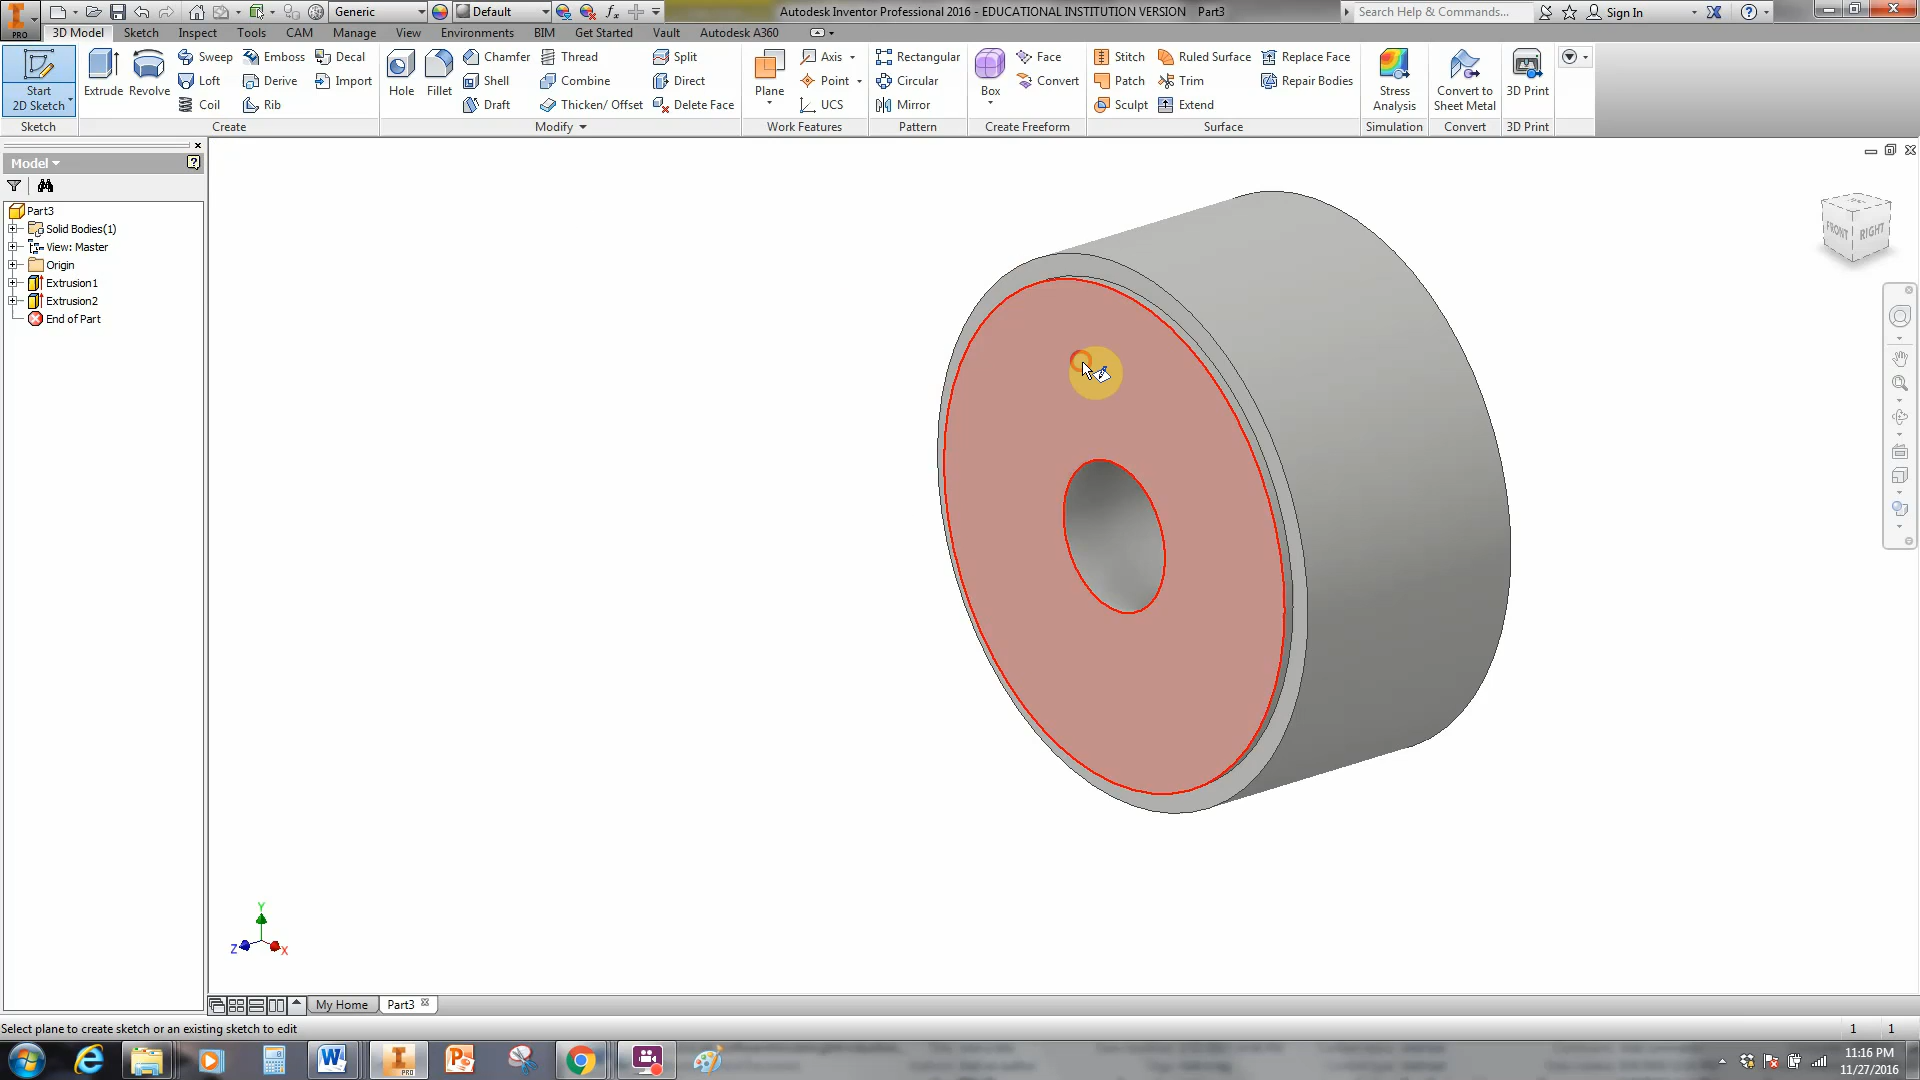 Generic
Default
Autodesk Inventor Professional 2016 - EDUCATIONAL INSTITUTION VERSION Part3
Search Help & Commands...
Sign In
PRO
3D Model Sketch Inspect Tools CAM Manage View Environments BIM Get Started Vault Autodesk A360
Start
2D Sketch
Extrude
Revolve
Sweep
Loft
Coil
Emboss
Derive
Rib
Decal
Import
Hole
Fillet
Chamfer
Shell
Draft
Thread
Combine
Thicken/ Offset
Split
Direct
Delete Face
Plane
Axis
Point
UCS
Rectangular
Circular
Mirror
Box
Face
Convert
Stitch
Patch
Sculpt
Ruled Surface
Trim
Extend
Replace Face
Repair Bodies
Stress
Analysis
Convert to
Sheet Metal
3D Print
Sketch Create Modify Work Features Pattern Create Freeform Surface Simulation Convert 3D Print
Model
Part3
Solid Bodies(1)
View: Master
Origin
Extrusion1
Extrusion2
End of Part
FRONT
RIGHT
Y
Z
X
My Home
Part3
Select plane to create sketch or an existing sketch to edit
1 1
PRO
11:16 PM
11/27/2016